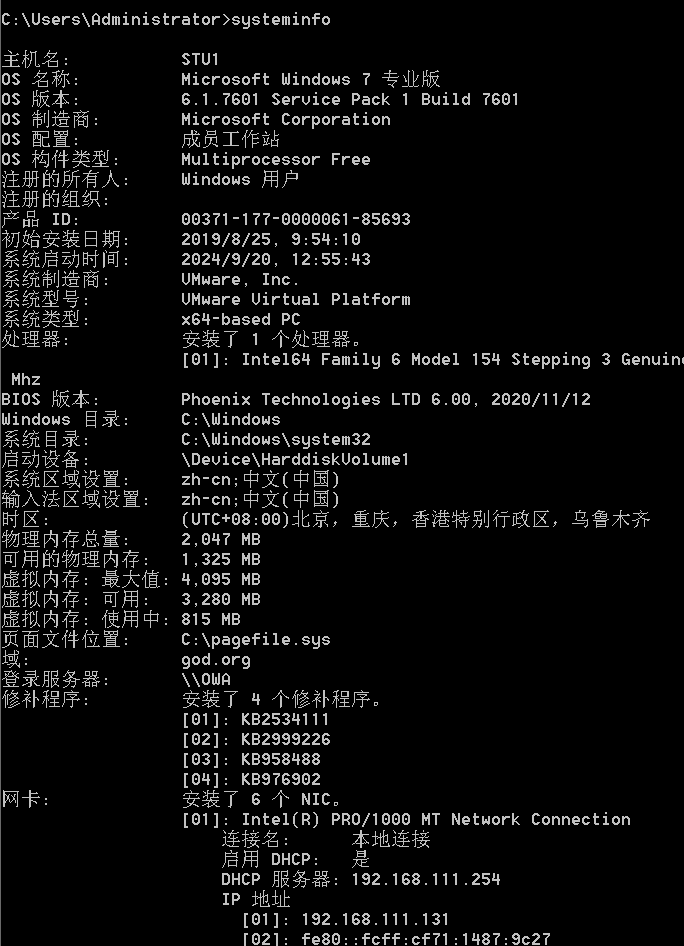 C:\Users\Administrator>systeminfo
主机名: STU1
OS 名称: Microsoft Windows 7 专业版
OS 版本: 6.1.7601 Service Pack 1 Build 7601
OS 制造商: Microsoft Corporation
OS 配置: 成员工作站
OS 构件类型: Multiprocessor Free
注册的所有人: Windows 用户
注册的组织:
产品 ID: 00371-177-0000061-85693
初始安装日期: 2019/8/25, 9:54:10
系统启动时间: 2024/9/20, 12:55:43
系统制造商: VMware, Inc.
系统型号: VMware Virtual Platform
系统类型: x64-based PC
处理器: 安装了 1 个处理器。
[01]: Intel64 Family 6 Model 154 Stepping 3 Genuin
Mhz
BIOS 版本: Phoenix Technologies LTD 6.00, 2020/11/12
Windows 目录: C:\Windows
系统目录: C:\Windows\system32
启动设备: \Device\HarddiskVolume1
系统区域设置: zh-cn;中文(中国)
输入法区域设置: zh-cn;中文(中国)
时区: (UTC+08:00)北京，重庆，香港特别行政区，乌鲁木齐
物理内存总量: 2,047 MB
可用的物理内存: 1,325 MB
虚拟内存: 最大值: 4,095 MB
虚拟内存: 可用: 3,280 MB
虚拟内存: 使用中: 815 MB
页面文件位置: C:\pagefile.sys
域: god.org
登录服务器: \\OWA
修补程序: 安装了 4 个修补程序。
[01]: KB2534111
[02]: KB2999226
[03]: KB958488
[04]: KB976902
网卡: 安装了 6 个 NIC。
[01]: Intel(R) PRO/1000 MT Network Connection
连接名: 本地连接
启用 DHCP: 是
DHCP 服务器: 192.168.111.254
IP 地址
[01]: 192.168.111.131
[02]: fe80::fcff:cf71:1487:9c27